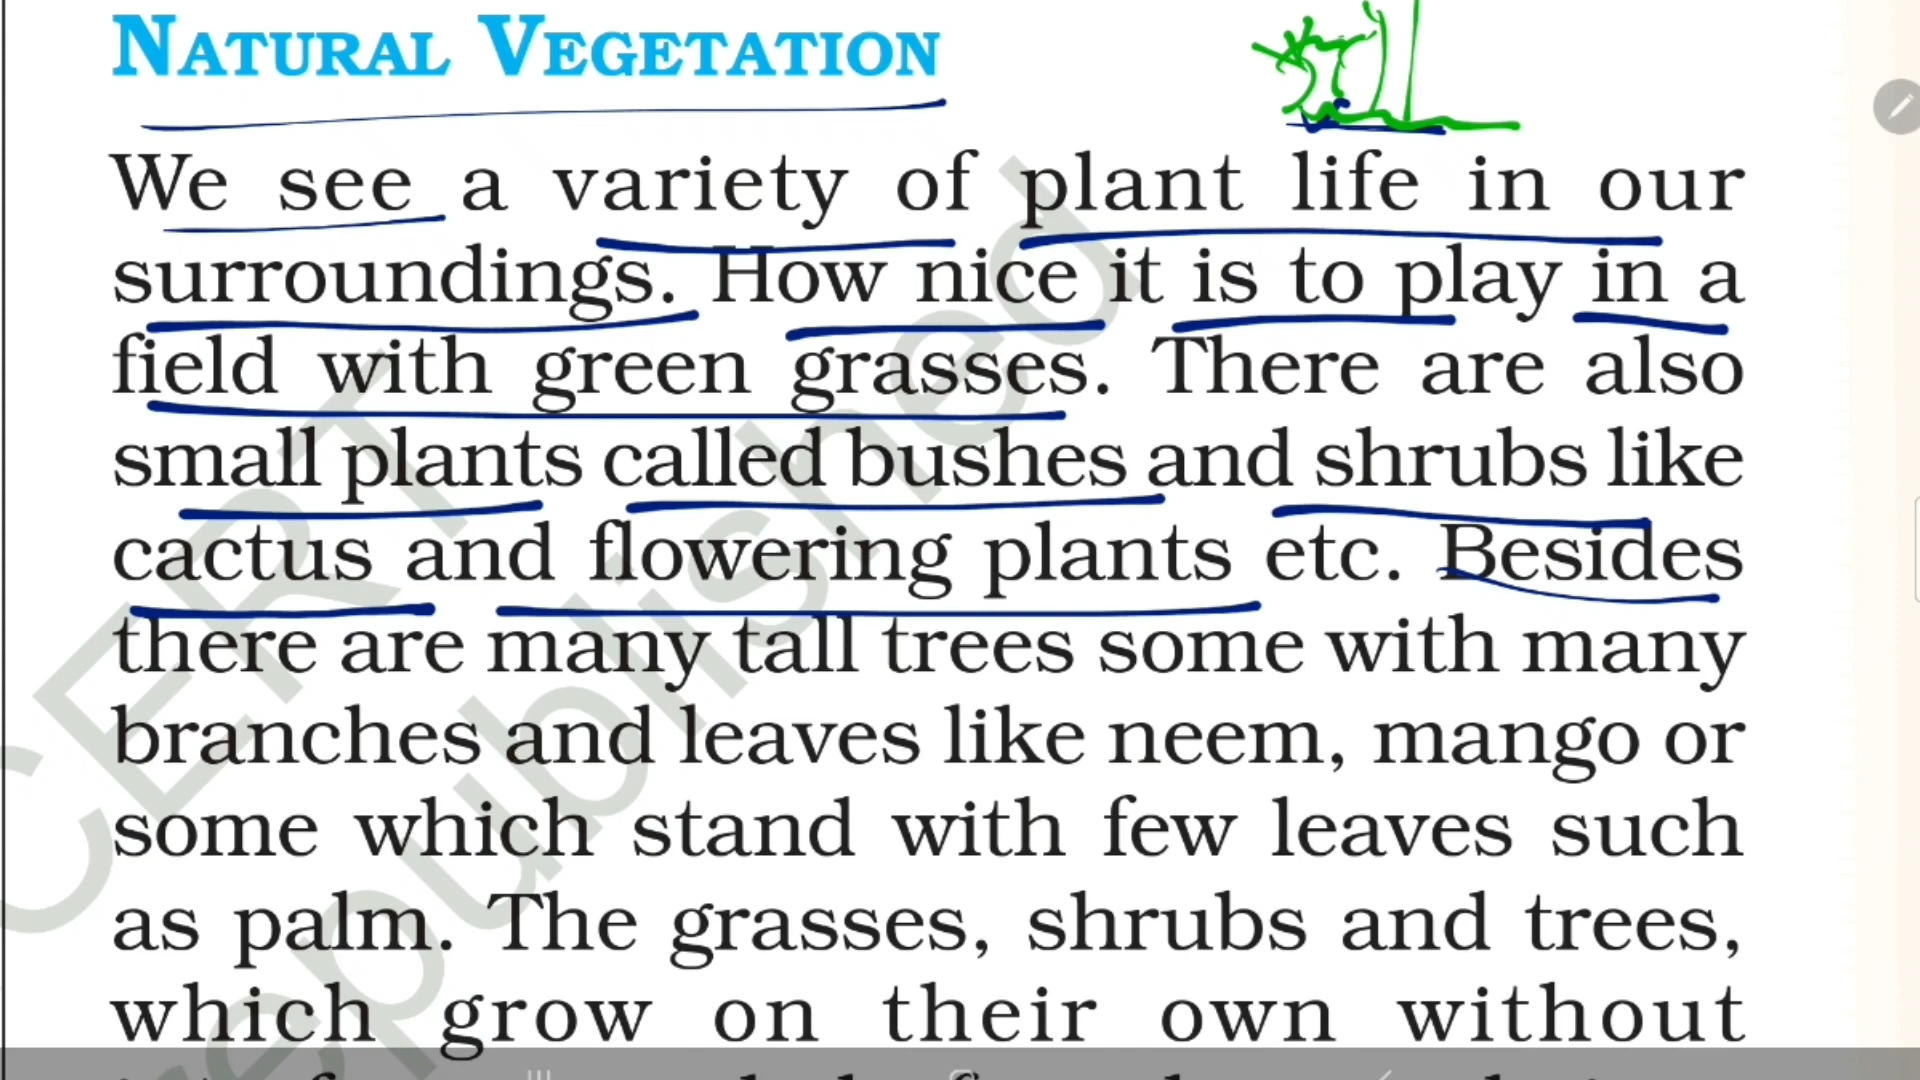 NATURAL VEGETATION
We see a variety of plant life in our
surroundings. How nice it is to play in a
field with green grasses. There are also
small plants called bushes and shrubs like
cactus and flowering plants etc. Besides
there are many tall trees some with many
branches and leaves like neem, mango or
some which stand with few leaves such
as palm. The grasses, shrubs and trees,
which grow on their own without